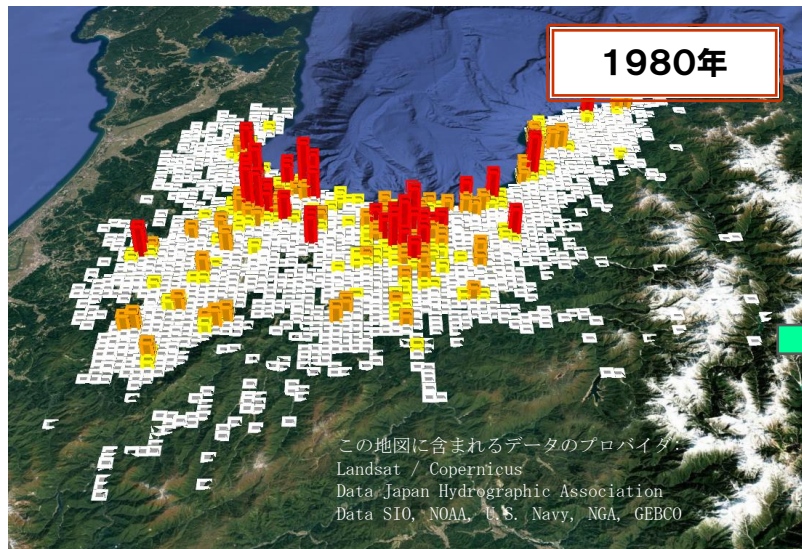 1980年
この地図に含まれるデータのプロバイダ:
Landsat / Copernicus
Data Japan Hydrographic Association
Data SIO, NOAA, U.S. Navy, NGA, GEBCO